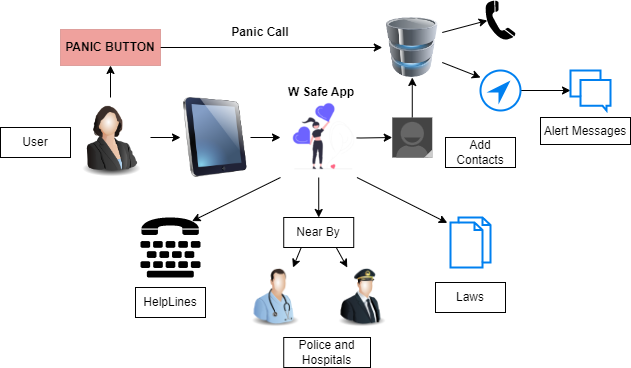 Panic Call
PANIC BUTTON
W Safe App
User
Add
Contacts
Alert Messages
Near By
HelpLines
Laws
Police and
Hospitals